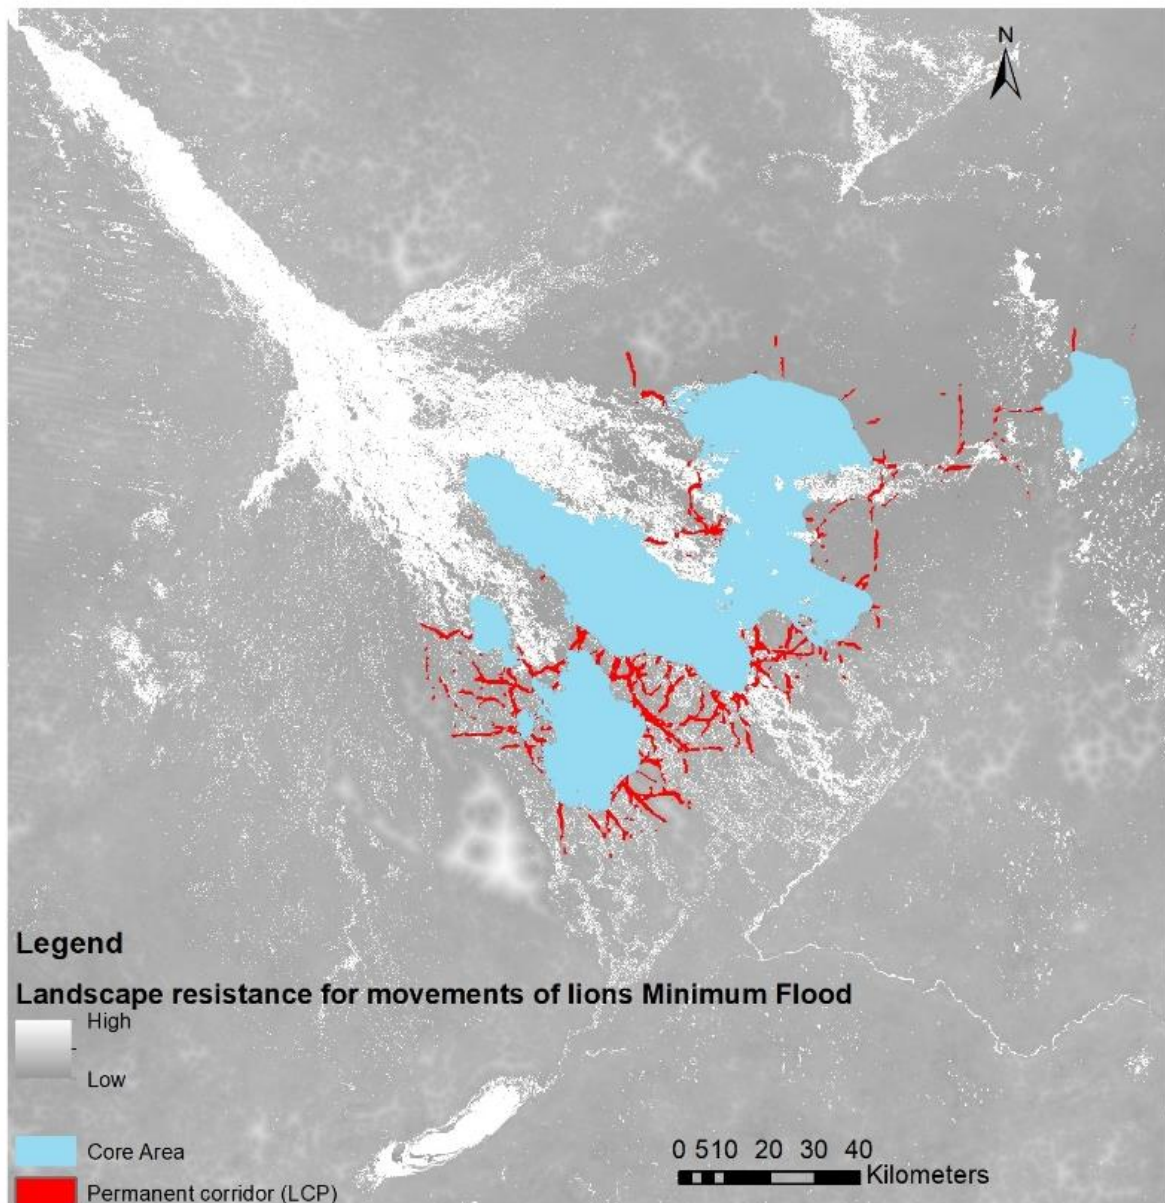 N
Legend
Landscape resistance for movements of lions Minimum Flood
High
Low
Core Area
Permanent corridor (LCP)
0 510 20 30 40
Kilometers